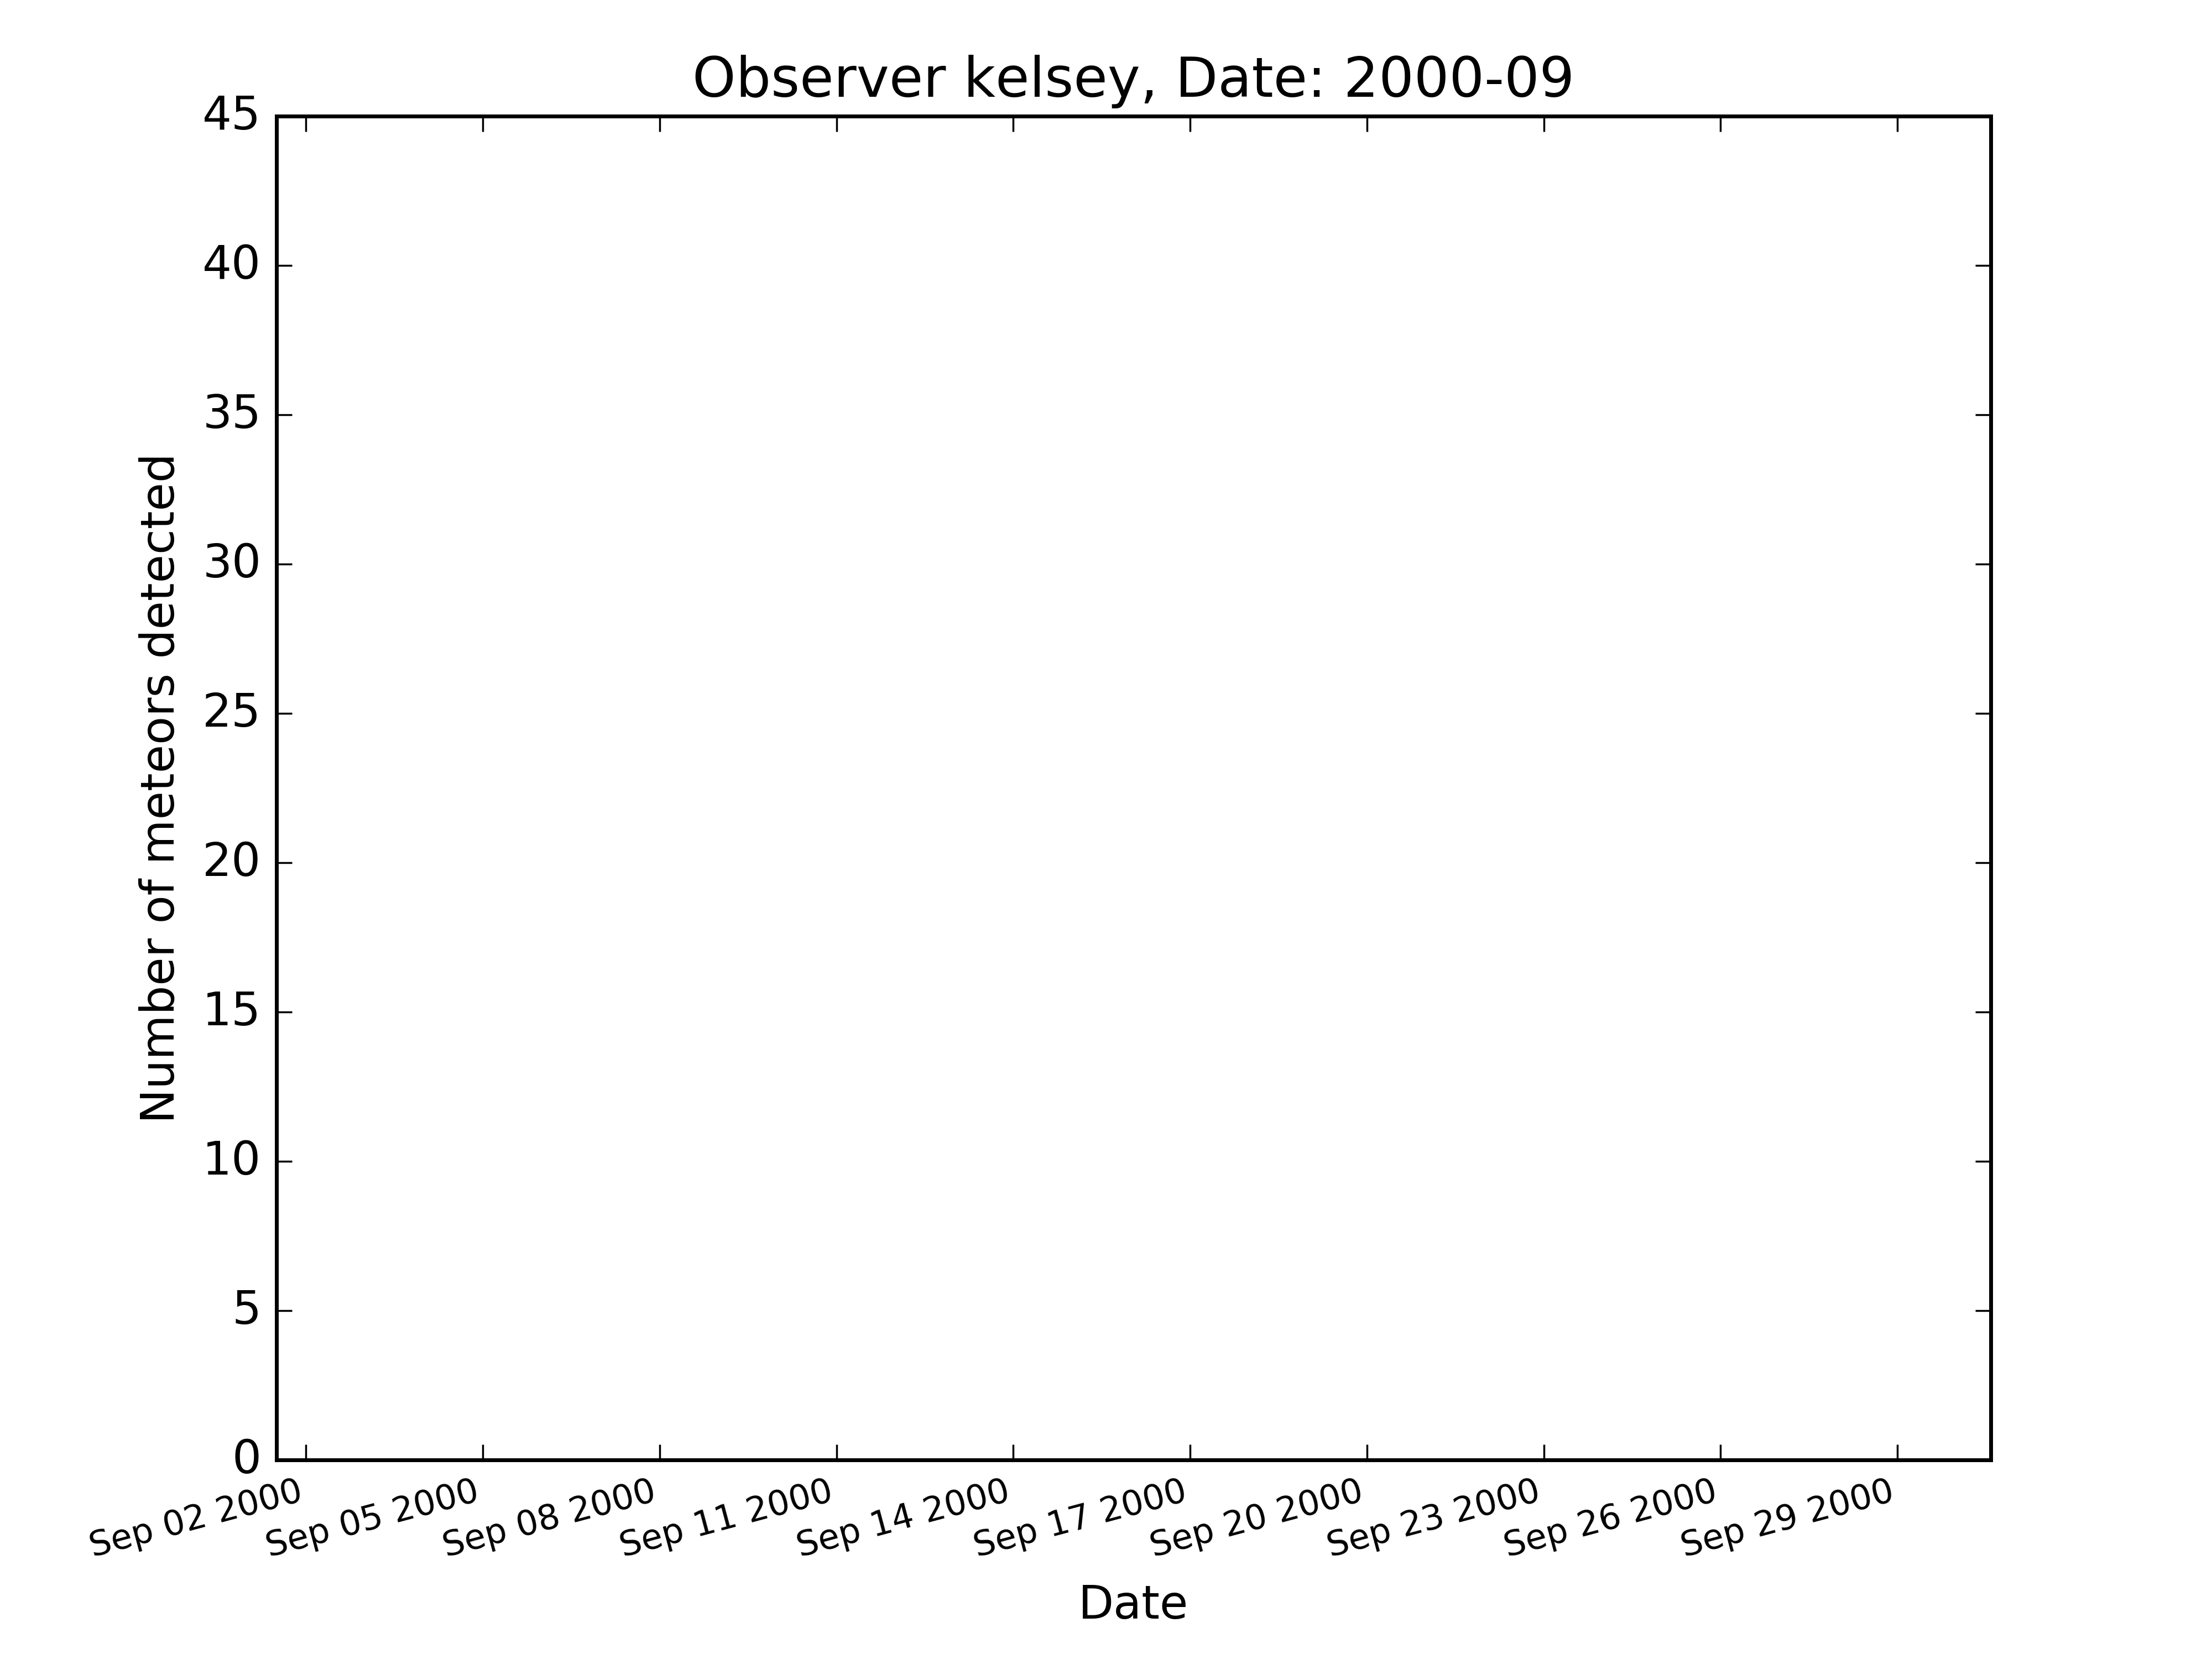 Observer kelsey, Date: 2000-09
45
40
35
30
25
20
15
10
5
0
Number of meteors detected
Sep 02 2000
Sep 05 2000
Sep 08 2000
Sep 11 2000
Sep 14 2000
Sep 17 2000
Sep 20 2000
Sep 23 2000
Sep 26 2000
Sep 29 2000
Date